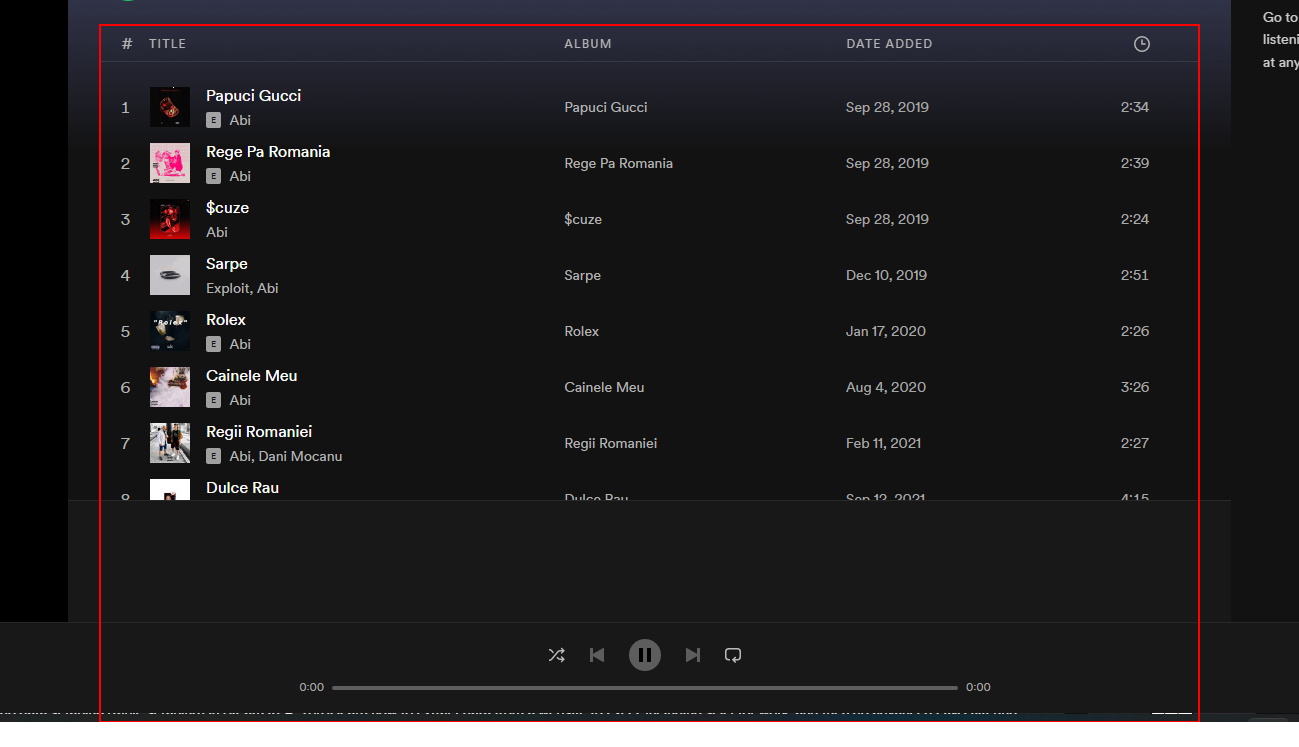 Go to
listeni
at any
# TITLE ALBUM DATE ADDED
1 Papuci Gucci Papuci Gucci Sep 28, 2019 2:34
E Abi
2 Rege Pa Romania Rege Pa Romania Sep 28, 2019 2:39
E Abi
3 $cuze $cuze Sep 28, 2019 2:24
Abi
4 Sarpe Sarpe Dec 10, 2019 2:51
Exploit, Abi
5 "Rolex" Rolex Rolex Jan 17, 2020 2:26
E Abi
6 Cainele Meu Cainele Meu Aug 4, 2020 3:26
E Abi
7 Regii Romaniei Regii Romaniei Feb 11, 2021 2:27
E Abi, Dani Mocanu
8 Dulce Rau Dulce Rau Sep 12, 2021 4:15
0:00 0:00